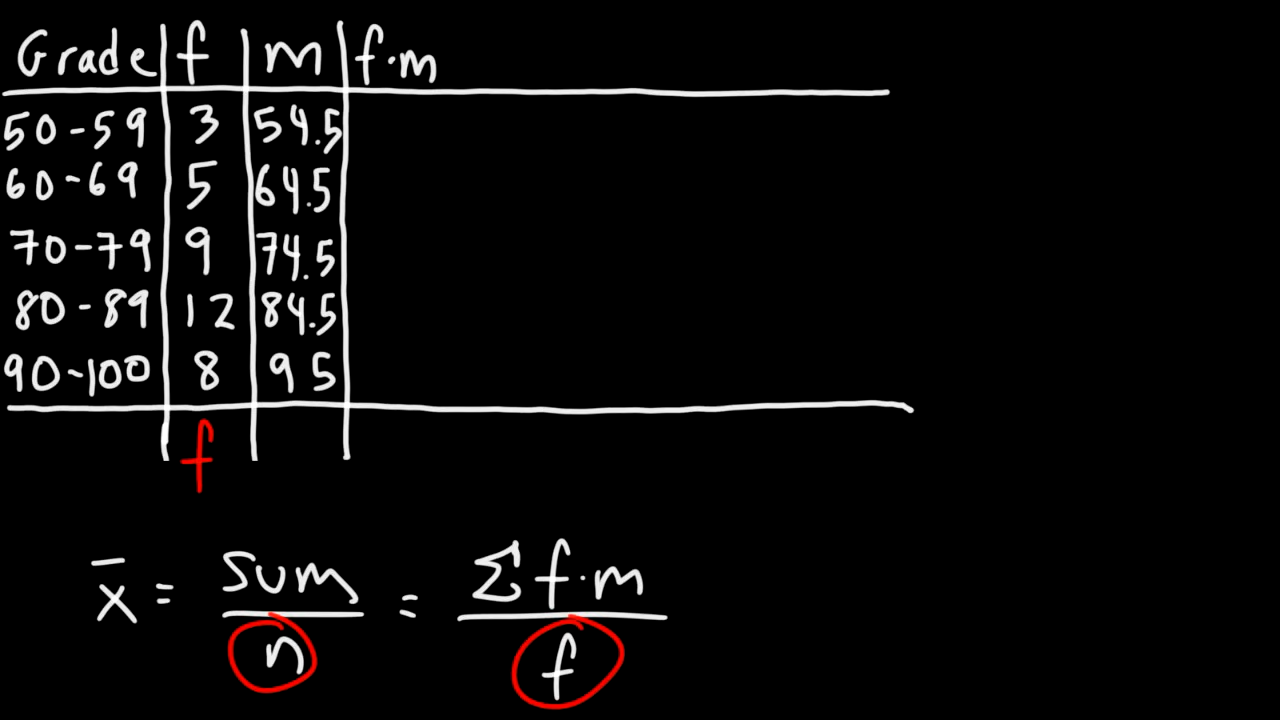 Grade f m f·m
50-59 3 54.5
60-69 5 64.5
70-79 9 74.5
80-89 12 84.5
90-100 8 95
f
x̄ = sum/n = Σf·m/f